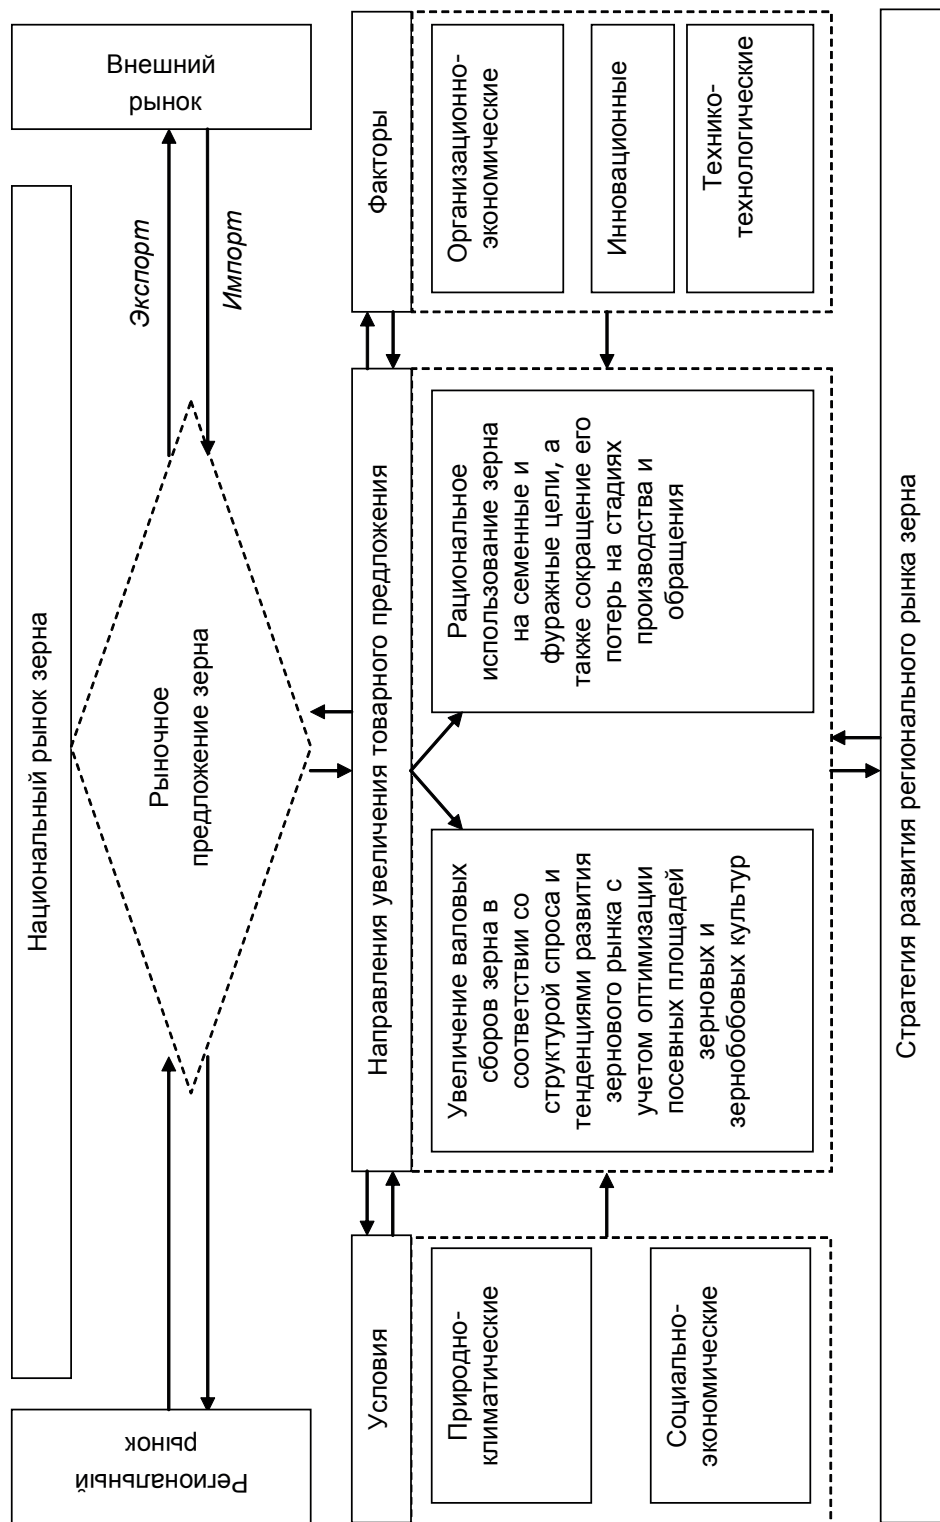 Национальный рынок зерна
Региональный
рынок
Рыночное
предложение зерна
Экспорт
Импорт
Внешний
рынок
Условия
Направления увеличения товарного предложения
Факторы
Природно-
климатические
Социально-
экономические
Увеличение валовых
сборов зерна в
соответствии со
структурой спроса и
тенденциями развития
зернового рынка с
учетом оптимизации
посевных площадей
зерновых и
зернобобовых культур
Рациональное
использование зерна
на семенные и
фуражные цели, а
также сокращение его
потерь на стадиях
производства и
обращения
Организационно-
экономические
Инновационные
Технико-
технологические
Стратегия развития регионального рынка зерна